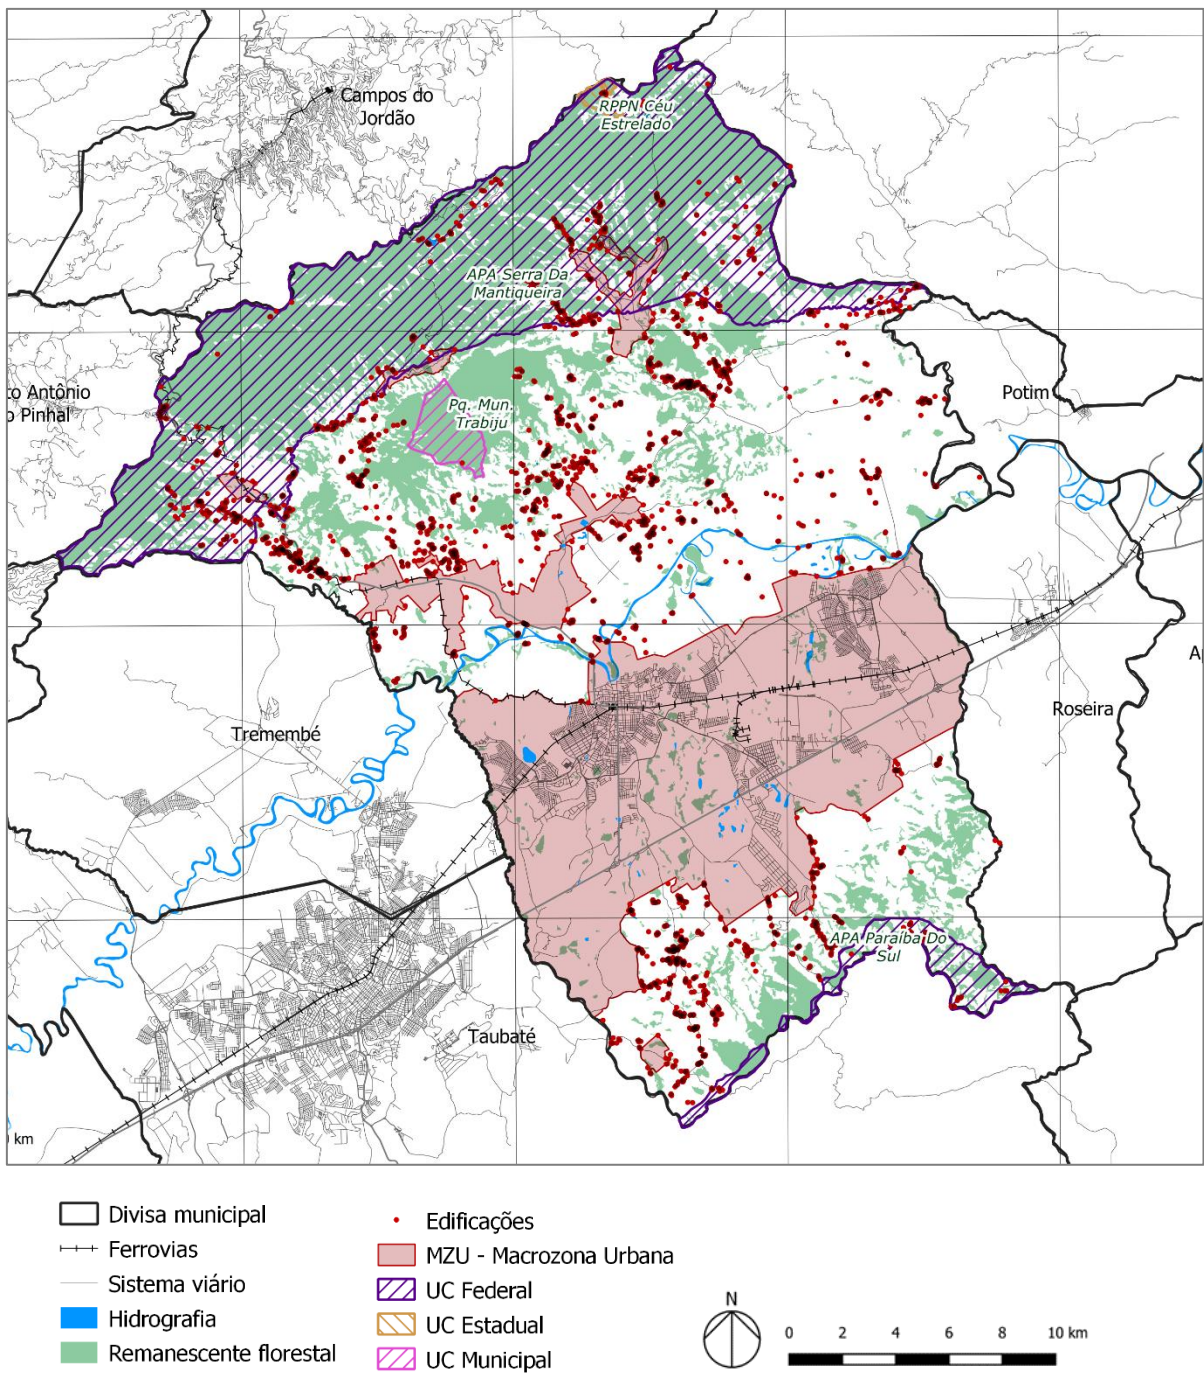 Campos do
Jordão
RPPN Céu
Estrelado
APA Serra Da
Mantiqueira
to Antônio
o Pinhal
Pq. Mun.
Trabiju
Potim
Tremembé
Roseira
A
APA Paraíba Do
Sul
Taubaté
km
Divisa municipal
Ferrovias
Sistema viário
Hidrografia
Remanescente florestal
Edificações
MZU - Macrozona Urbana
UC Federal
UC Estadual
UC Municipal
N
0 2 4 6 8 10 km